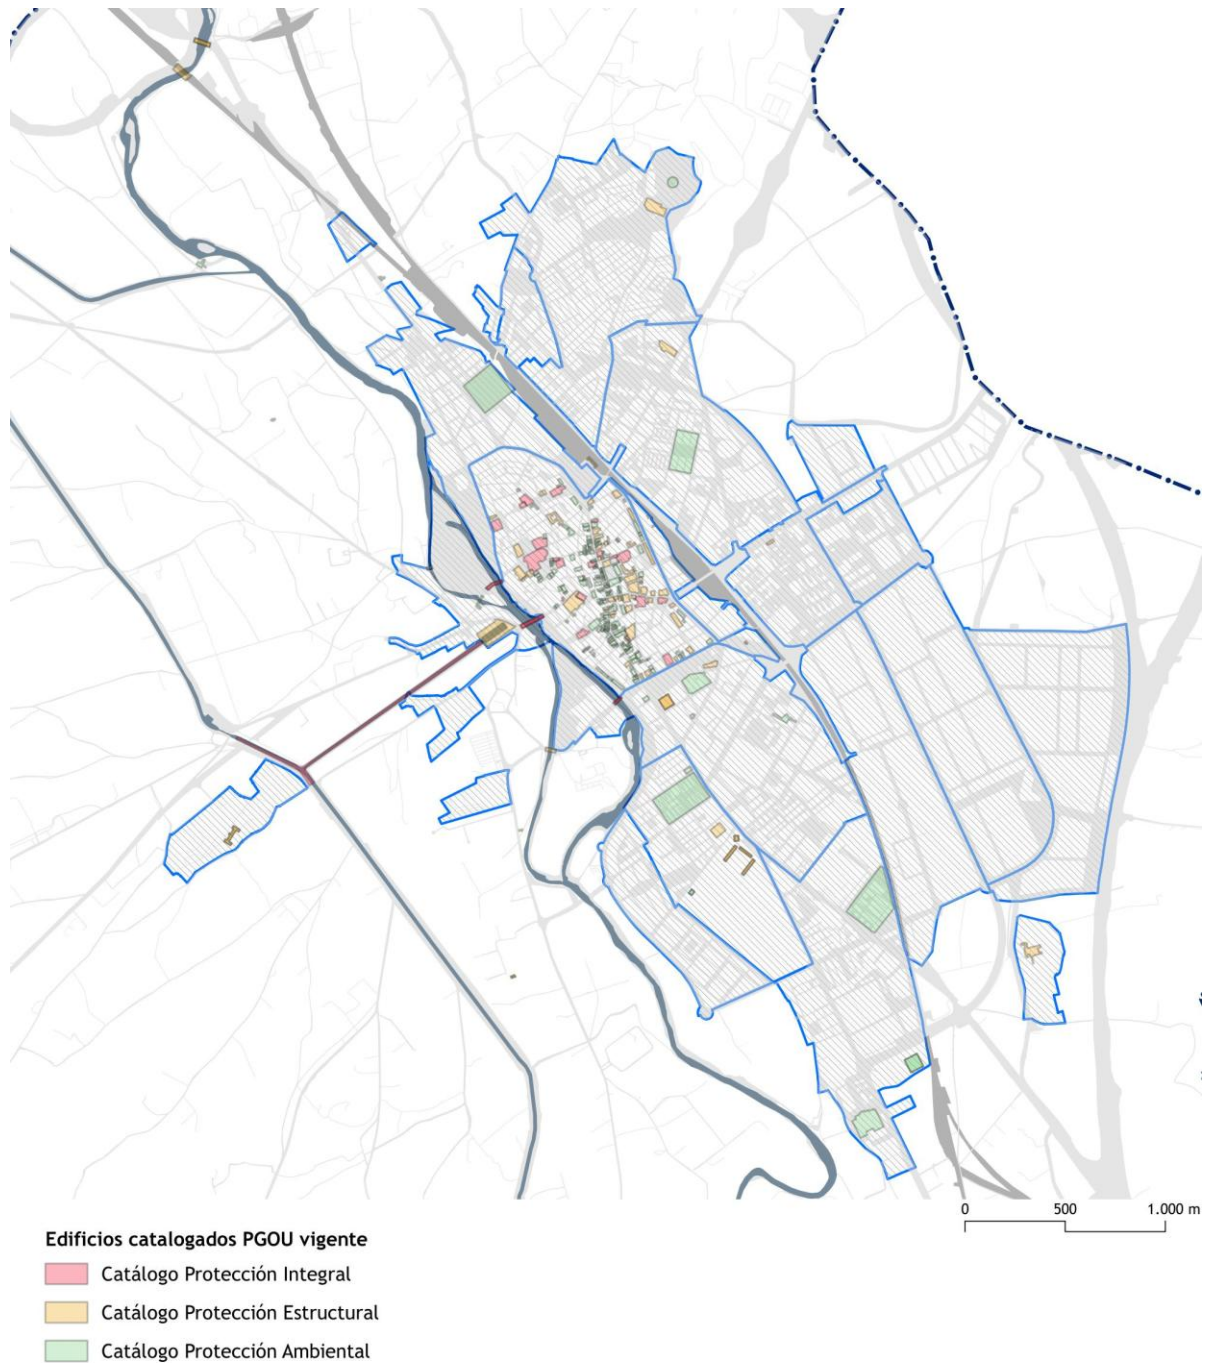 0 500 1.000 m
Edificios catalogados PGOU vigente
Catálogo Protección Integral
Catálogo Protección Estructural
Catálogo Protección Ambiental